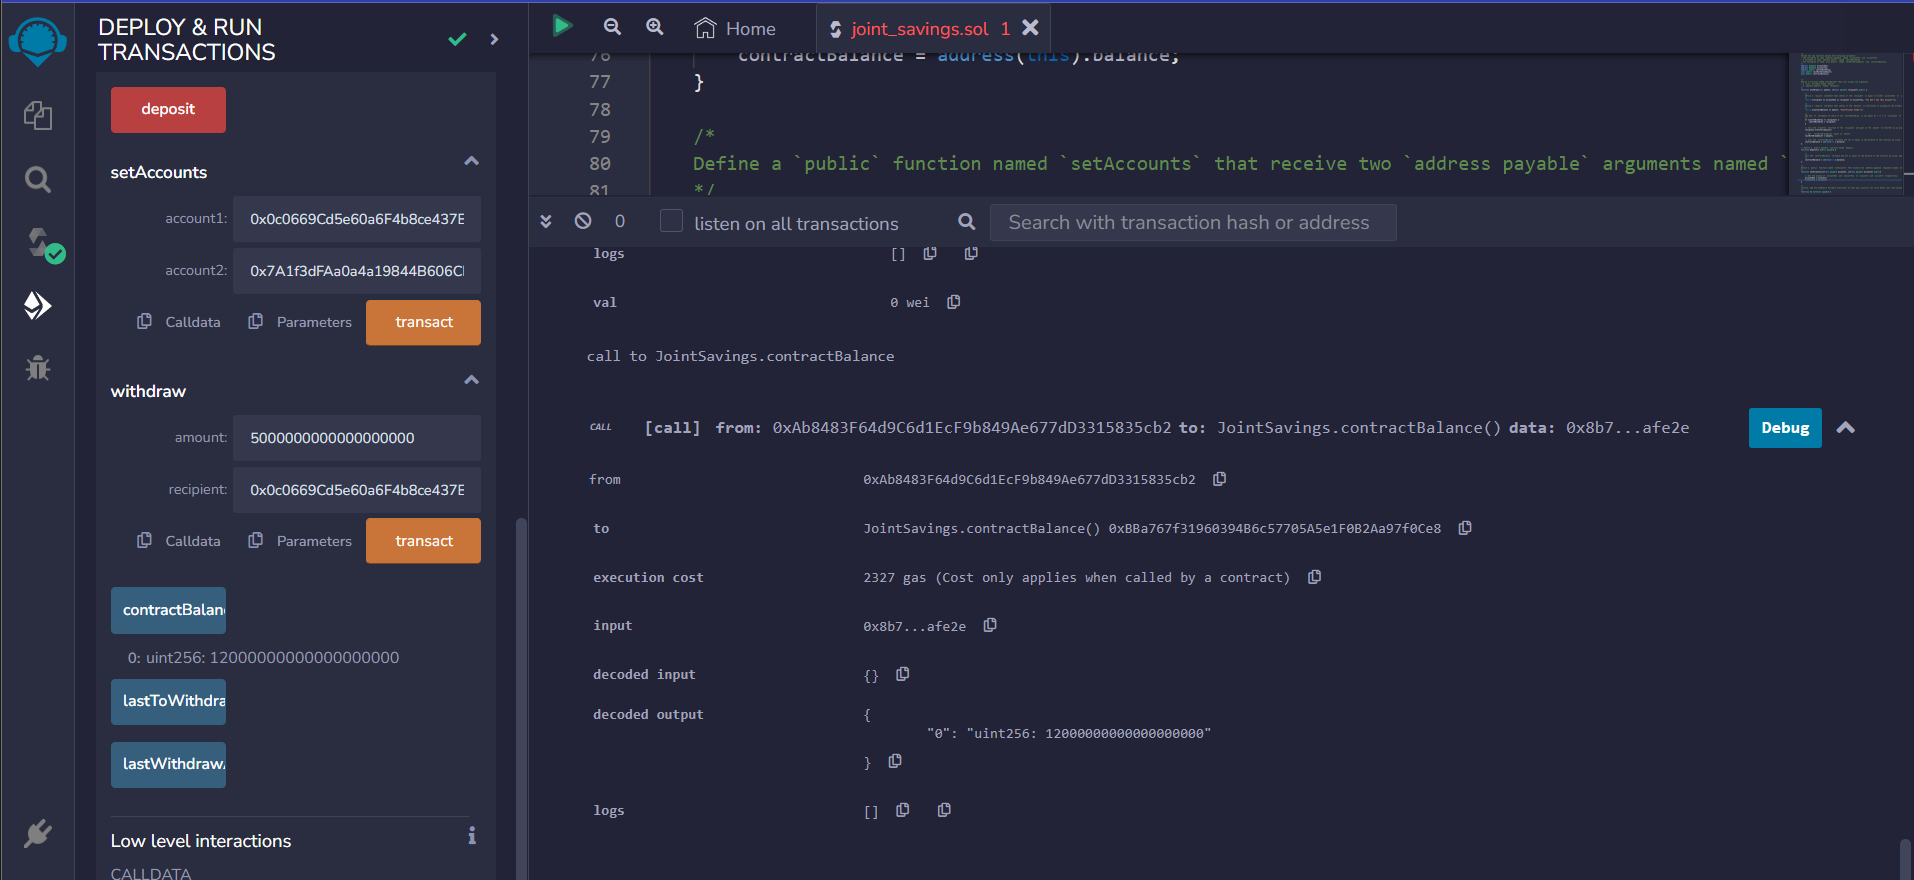 DEPLOY & RUN
TRANSACTIONS
deposit
setAccounts
account1: 0x0c0669Cd5e60a6F4b8ce437E
account2: 0x7A1f3dFAa0a4a19844B606C
Calldata Parameters transact
withdraw
amount: 5000000000000000000
recipient: 0x0c0669Cd5e60a6F4b8ce437E
Calldata Parameters transact
contractBalan
0: uint256: 12000000000000000000
lastToWithdra
lastWithdraw
Low level interactions
CALLDATA
Home
joint_savings.sol 1
76 contractBalance = address(this).balance;
77 }
78
79 /*
80 Define a `public` function named `setAccounts` that receive two `address payable` arguments named `
81 */
0 listen on all transactions Search with transaction hash or address
logs []
val 0 wei
call to JointSavings.contractBalance
CALL [call] from: 0xAb8483F64d9C6d1EcF9b849Ae677dD3315835cb2 to: JointSavings.contractBalance() data: 0x8b7...afe2e Debug
from 0xAb8483F64d9C6d1EcF9b849Ae677dD3315835cb2
to JointSavings.contractBalance() 0xBBa767f31960394B6c57705A5e1F0B2Aa97f0Ce8
execution cost 2327 gas (Cost only applies when called by a contract)
input 0x8b7...afe2e
decoded input {}
decoded output {
"0": "uint256: 12000000000000000000"
}
logs []